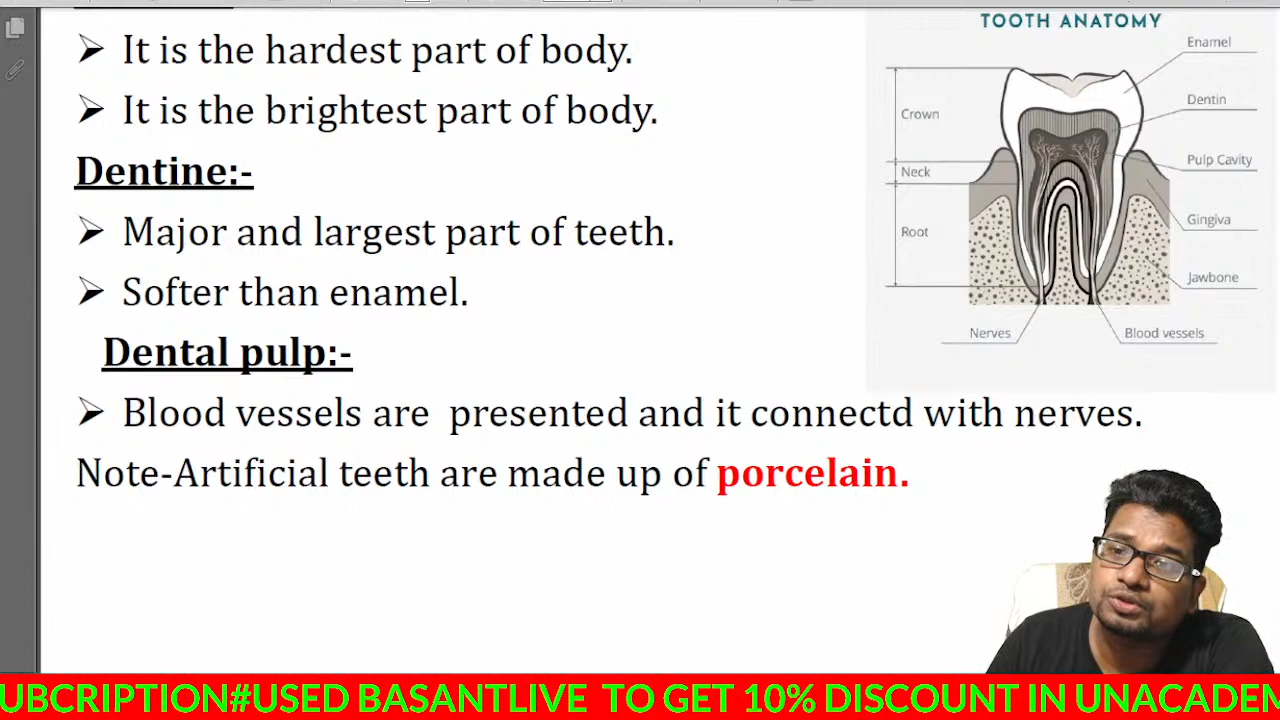 ➢ It is the hardest part of body.
➢ It is the brightest part of body.
Dentine:-
➢ Major and largest part of teeth.
➢ Softer than enamel.
Dental pulp:-
➢ Blood vessels are presented and it connectd with nerves.
Note-Artificial teeth are made up of porcelain.
TOOTH ANATOMY
Enamel
Crown
Dentin
Pulp Cavity
Neck
Gingiva
Root
Jawbone
Nerves
Blood vessels
UBCRIPTION#USED BASANTLIVE TO GET 10% DISCOUNT IN UNACADEM